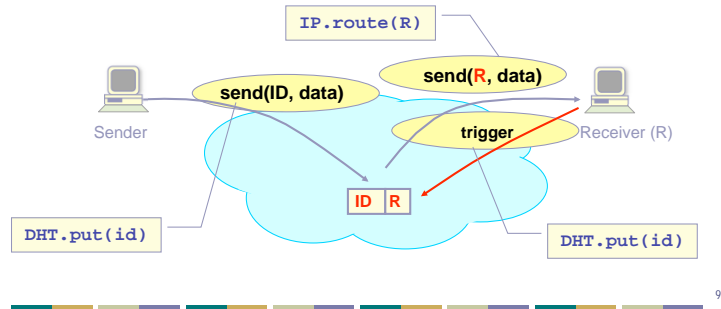 IP.route(R)
send(R, data)
send(ID, data)
Sender
trigger
Receiver (R)
ID R
DHT.put(id)
DHT.put(id)
9